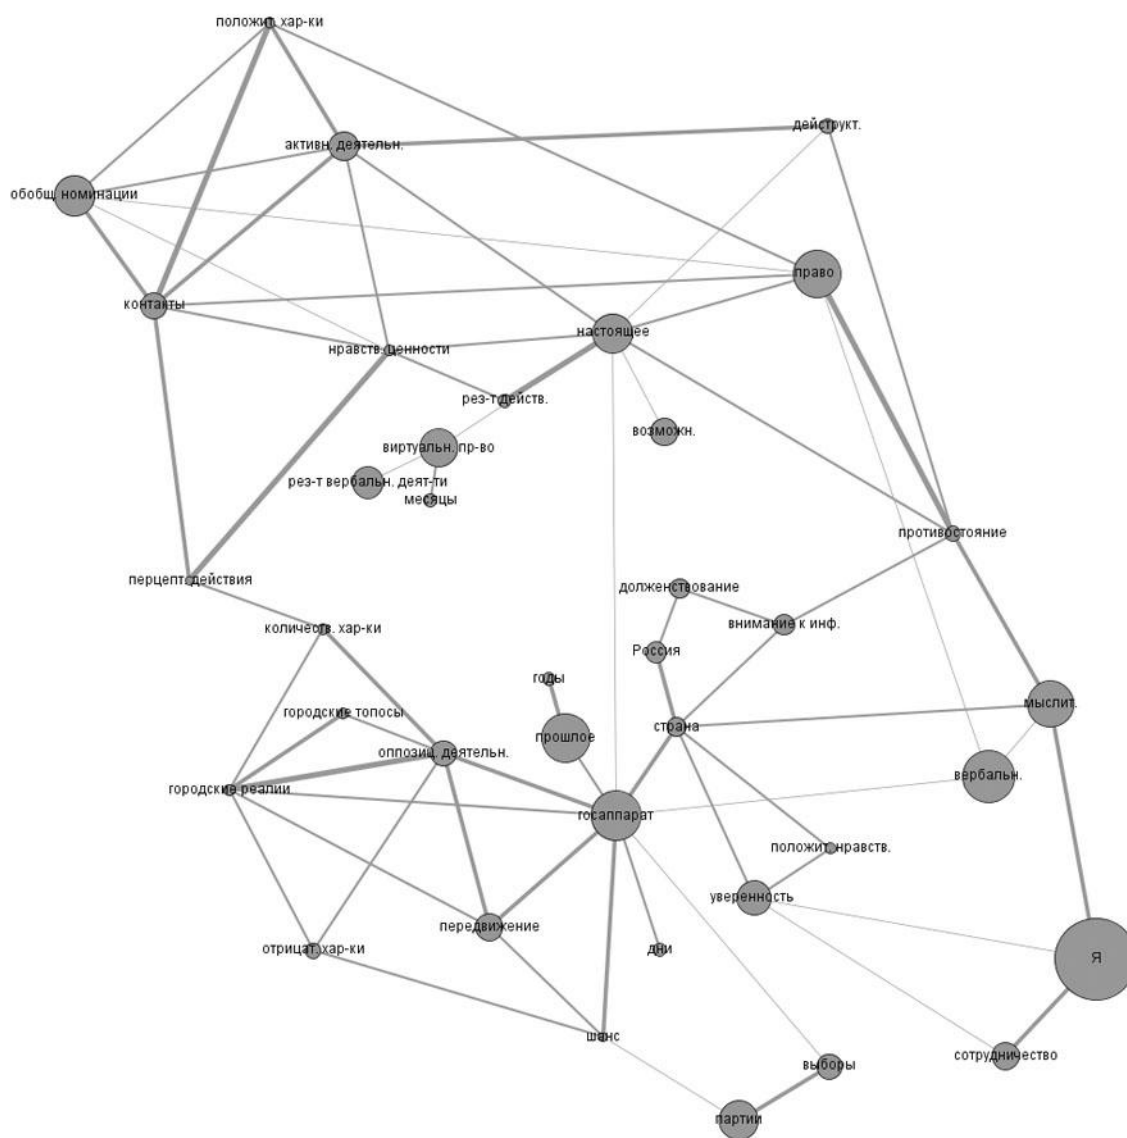 положит. хар-ки
действукт.
активн. деятельн.
обобщ. номинации
право
контакты
настоящее
нравств. ценности
рез-т действ.
возможн.
виртуальн. пр-во
рез-т вербальн. деят-ти
месяцы
противостояние
перцепт. действия
долженствование
внимание к инф.
количеств. хар-ки
Россия
годы
мыслит.
городские топосы
страна
прошлое
оппозиц. деятельн.
вербальн.
городские реалии
госаппарат
положит. нравств.
уверенность
передвижение
отрицат. хар-ки
дни
Я
шанс
сотрудничество
выборы
партии